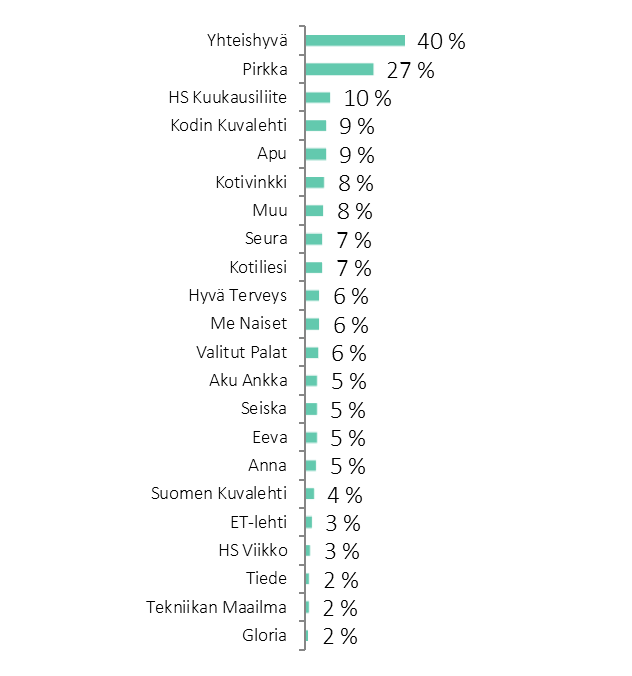 Yhteishyvä 40 %
Pirkka 27 %
HS Kuukausiliite 10 %
Kodin Kuvalehti 9 %
Apu 9 %
Kotivinkki 8 %
Muu 8 %
Seura 7 %
Kotiliesi 7 %
Hyvä Terveys 6 %
Me Naiset 6 %
Valitut Palat 6 %
Aku Ankka 5 %
Seiska 5 %
Eeva 5 %
Anna 5 %
Suomen Kuvalehti 4 %
ET-lehti 3 %
HS Viikko 3 %
Tiede 2 %
Tekniikan Maailma 2 %
Gloria 2 %